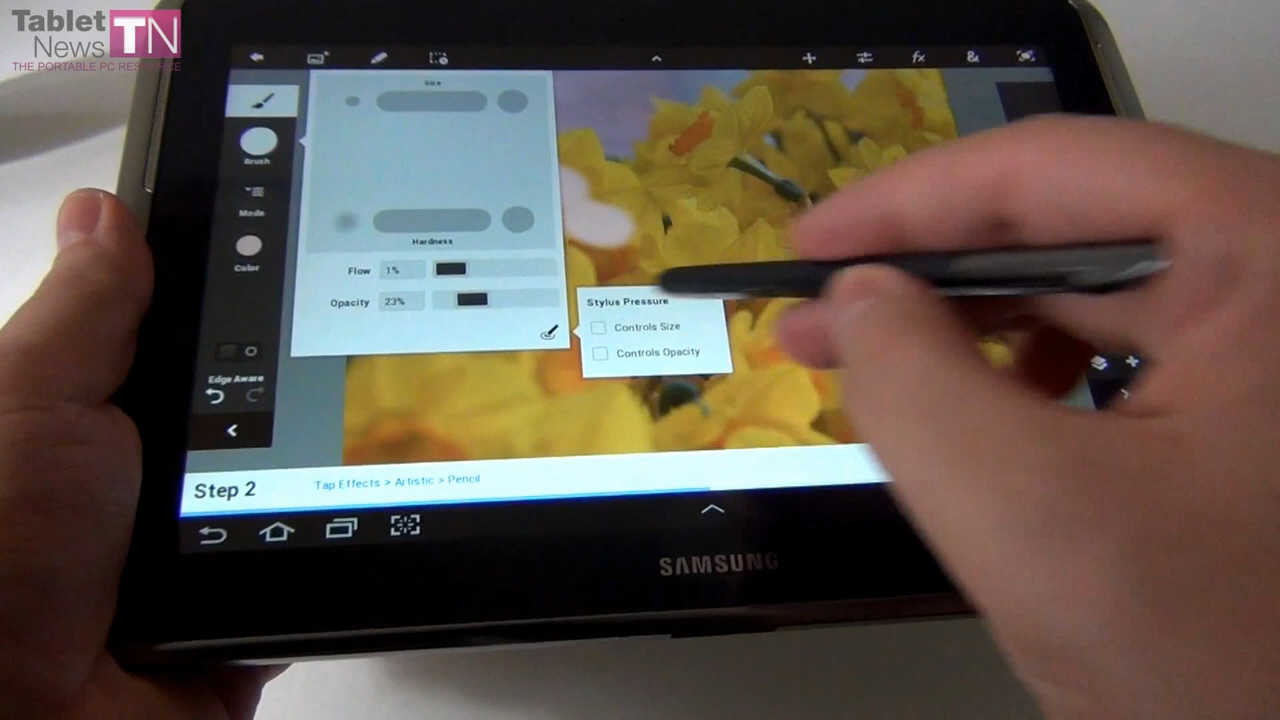 Tablet
News TN
THE PORTABLE PC RESOURCE
fx
&
Size
Brush
Mode
Hardness
Color
Flow 1%
Opacity 23%
Stylus Pressure
Controls Size
Controls Opacity
Edge Aware
Step 2 Tap Effects > Artistic > Pencil
SAMSUNG